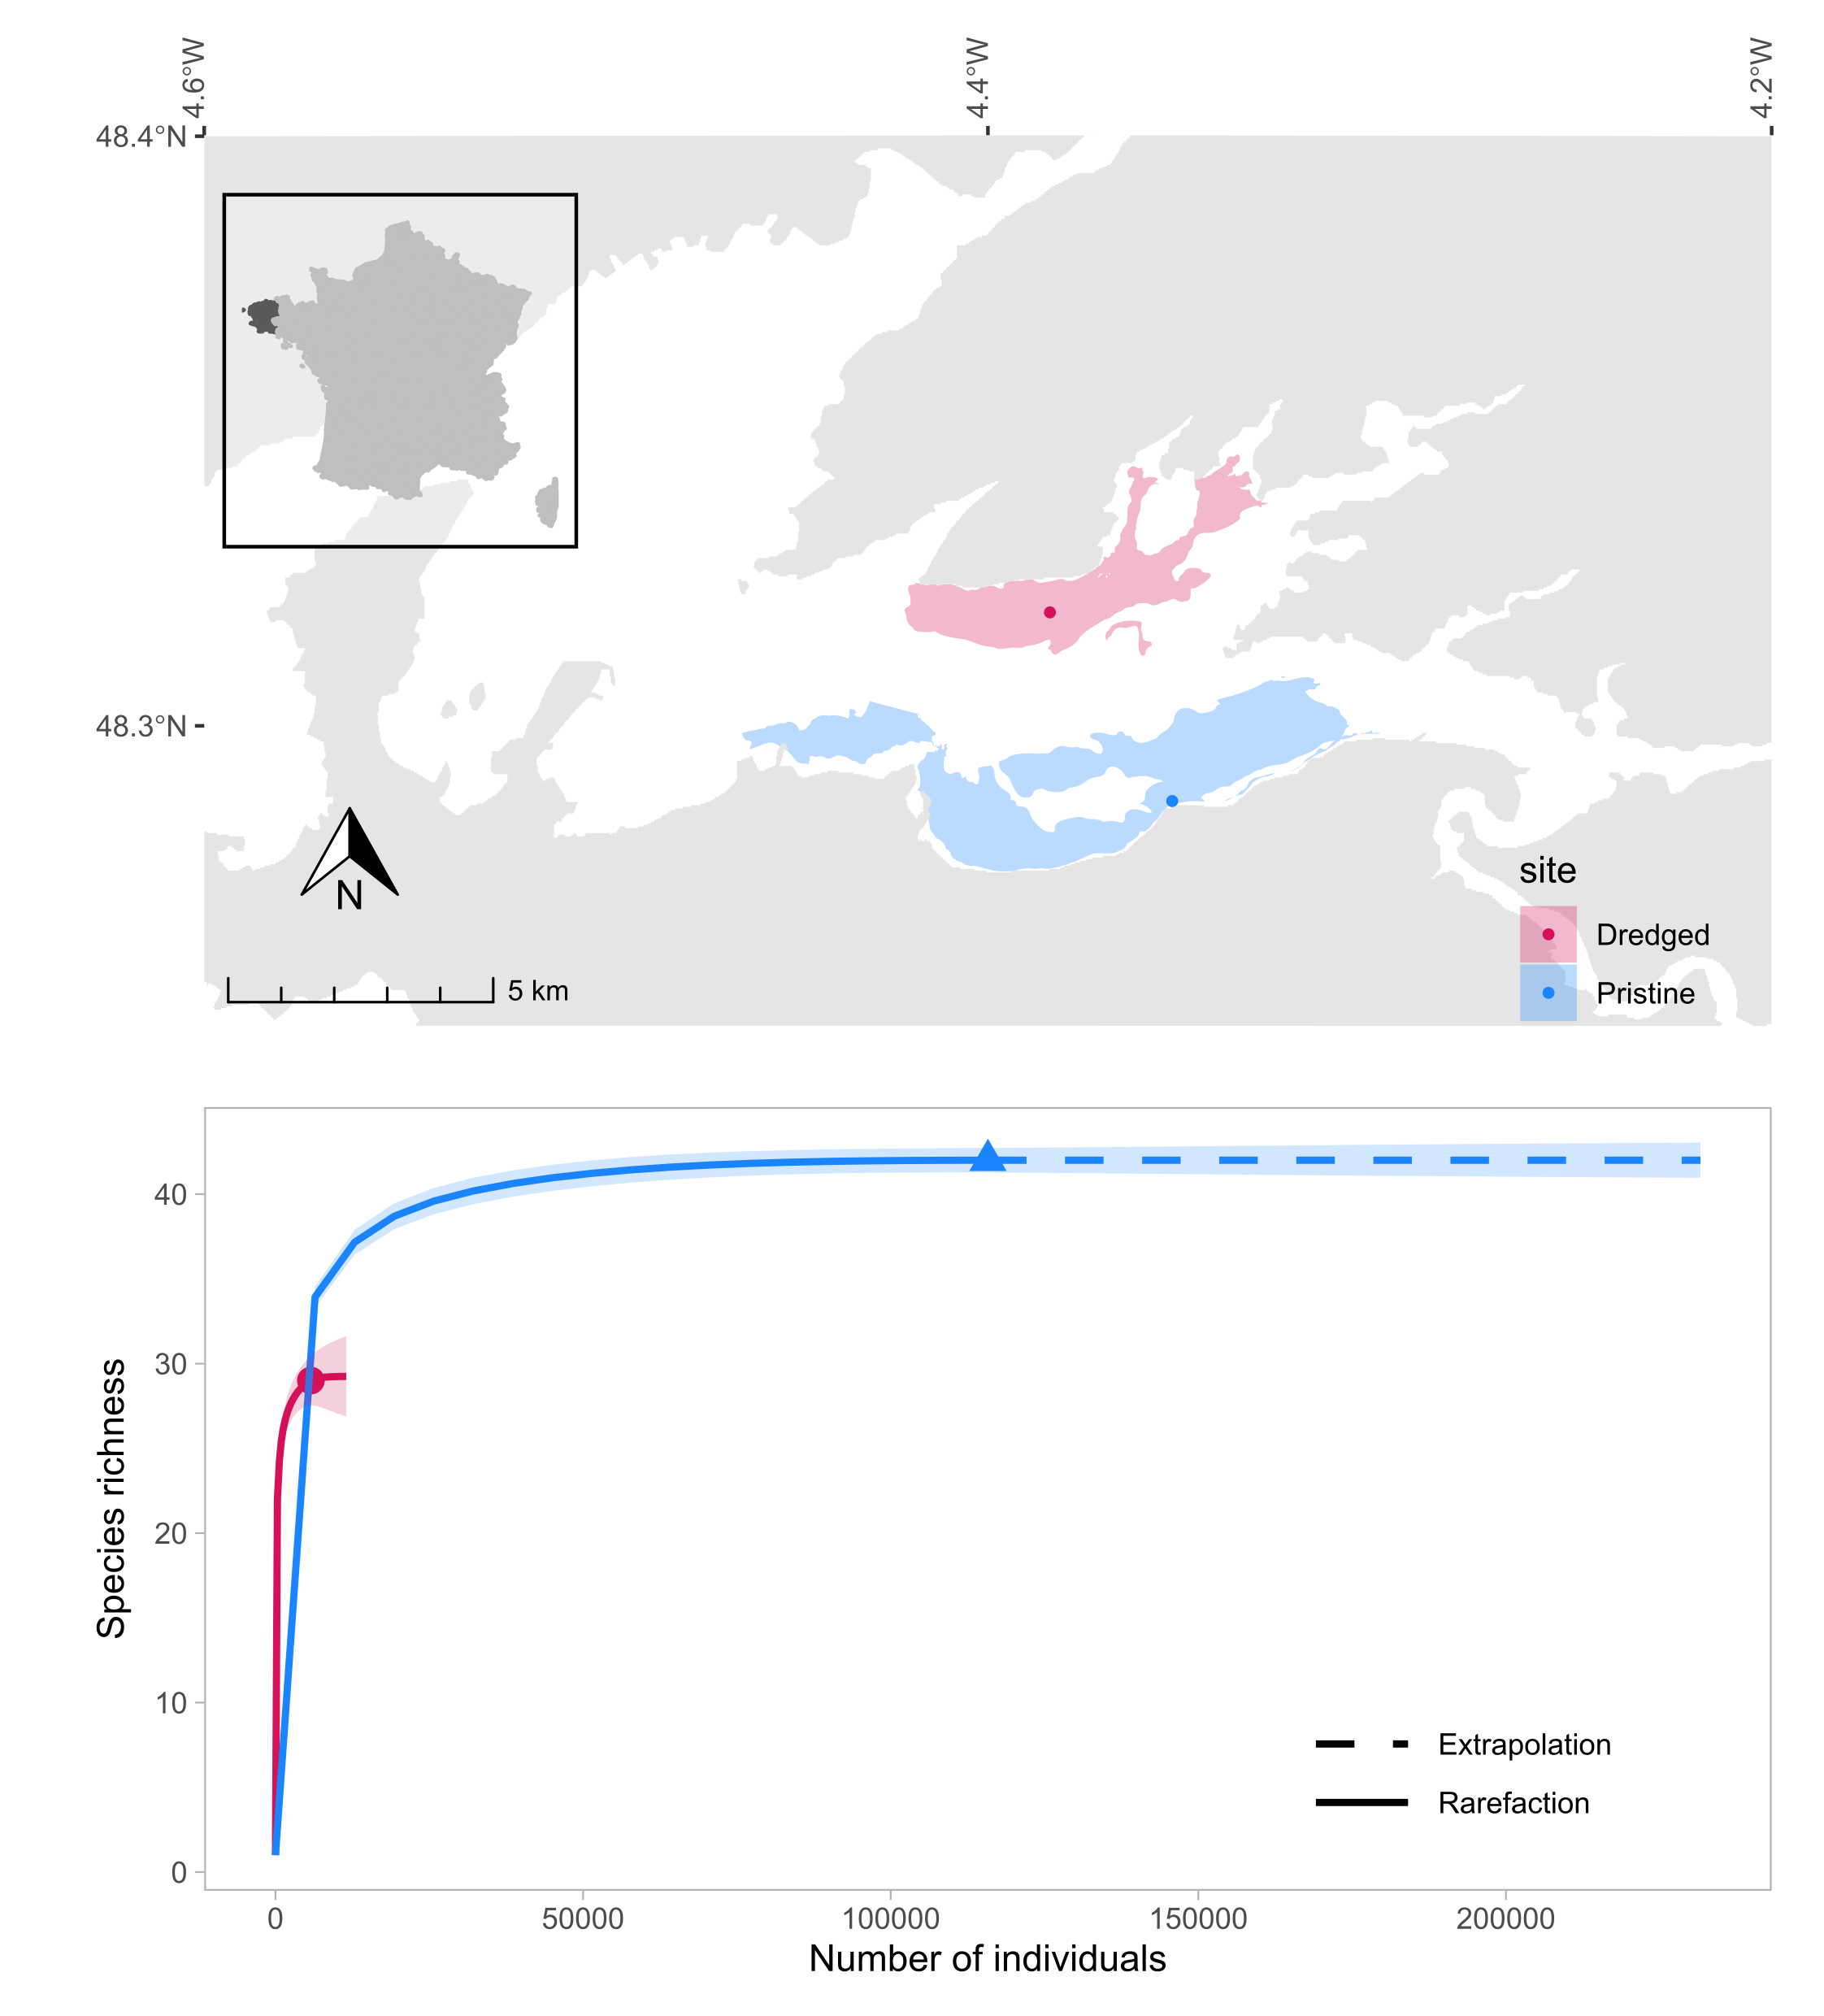 4.6°W
4.4°W
4.2°W
48.4°N
48.3°N
N
5 km
site
Dredged
Pristine
Species richness
40
30
20
10
0
Extrapolation
Rarefaction
0
50000
100000
150000
200000
Number of individuals